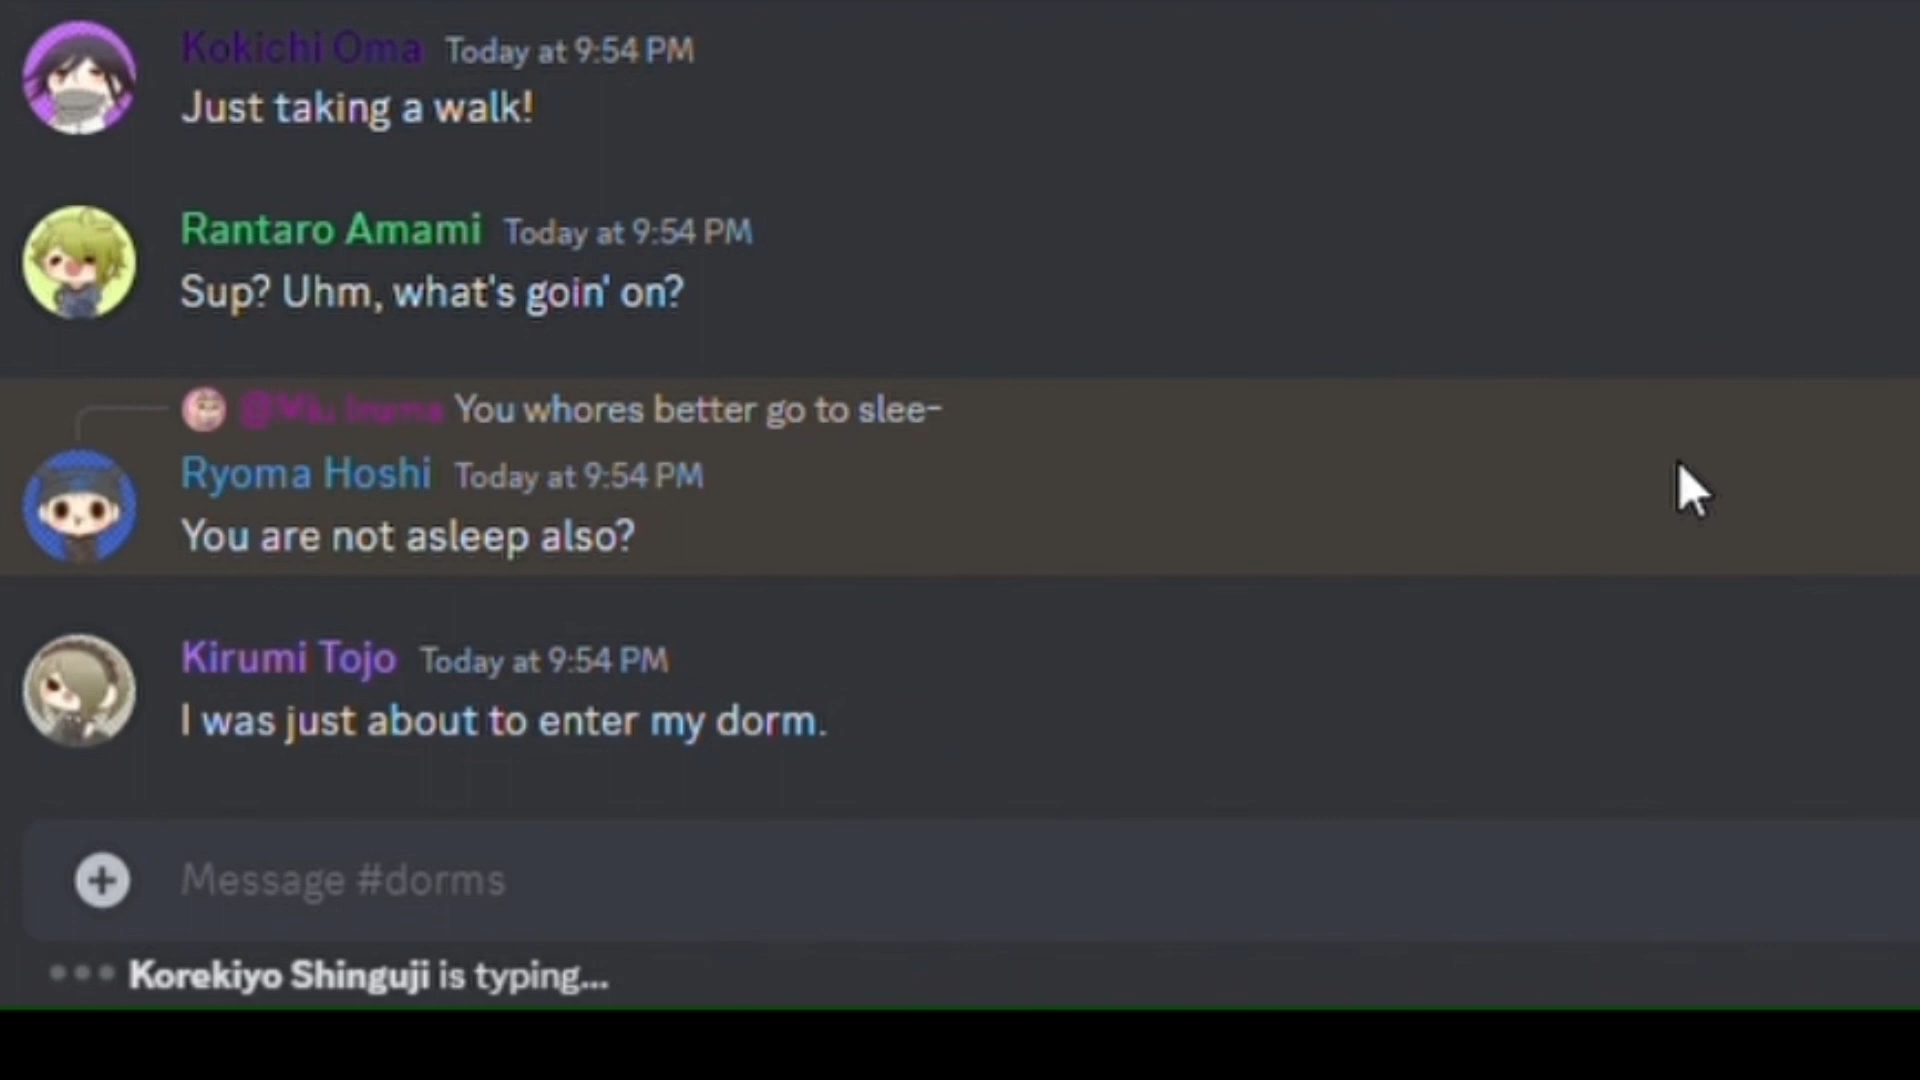 Kokichi Oma Today at 9:54 PM
Just taking a walk!
Rantaro Amami Today at 9:54 PM
Sup? Uhm, what's goin' on?
@Miu Iruma You whores better go to slee-
Ryoma Hoshi Today at 9:54 PM
You are not asleep also?
Kirumi Tojo Today at 9:54 PM
I was just about to enter my dorm.
Message #dorms
Korekiyo Shinguji is typing...